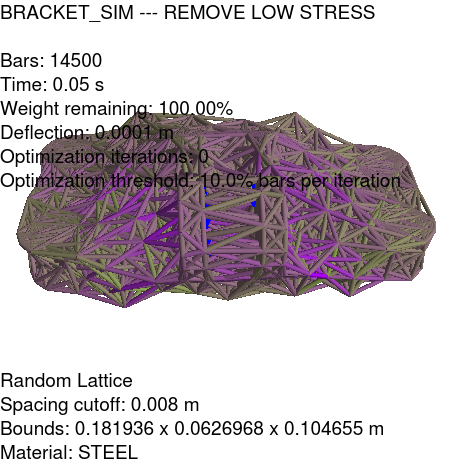 BRACKET_SIM --- REMOVE LOW STRESS
Bars: 14500
Time: 0.05 s
Weight remaining: 100.00%
Deflection: 0.0001 m
Optimization iterations: 0
Optimization threshold: 10.0% bars per iteration
Random Lattice
Spacing cutoff: 0.008 m
Bounds: 0.181936 x 0.0626968 x 0.104655 m
Material: STEEL